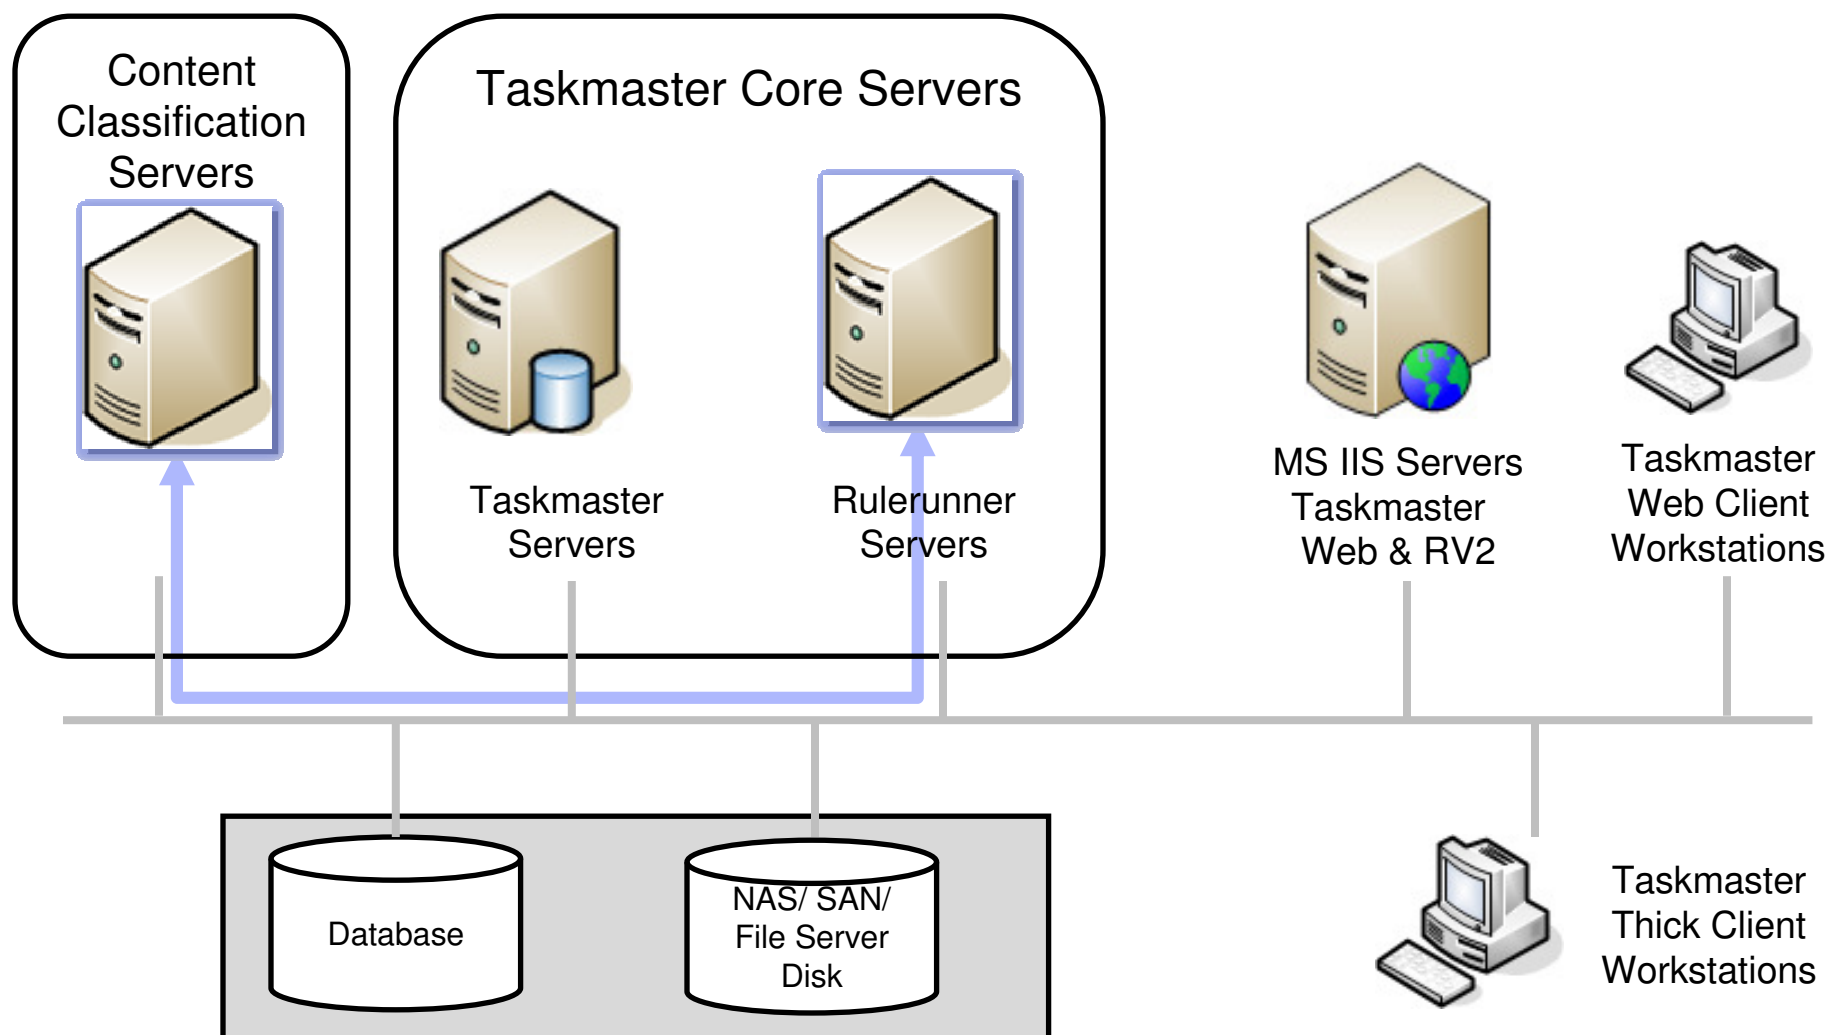 Content
Classification
Servers
Taskmaster Core Servers
Taskmaster
Servers
Rulerunner
Servers
MS IIS Servers
Taskmaster
Web & RV2
Taskmaster
Web Client
Workstations
Database
NAS/ SAN/
File Server
Disk
Taskmaster
Thick Client
Workstations